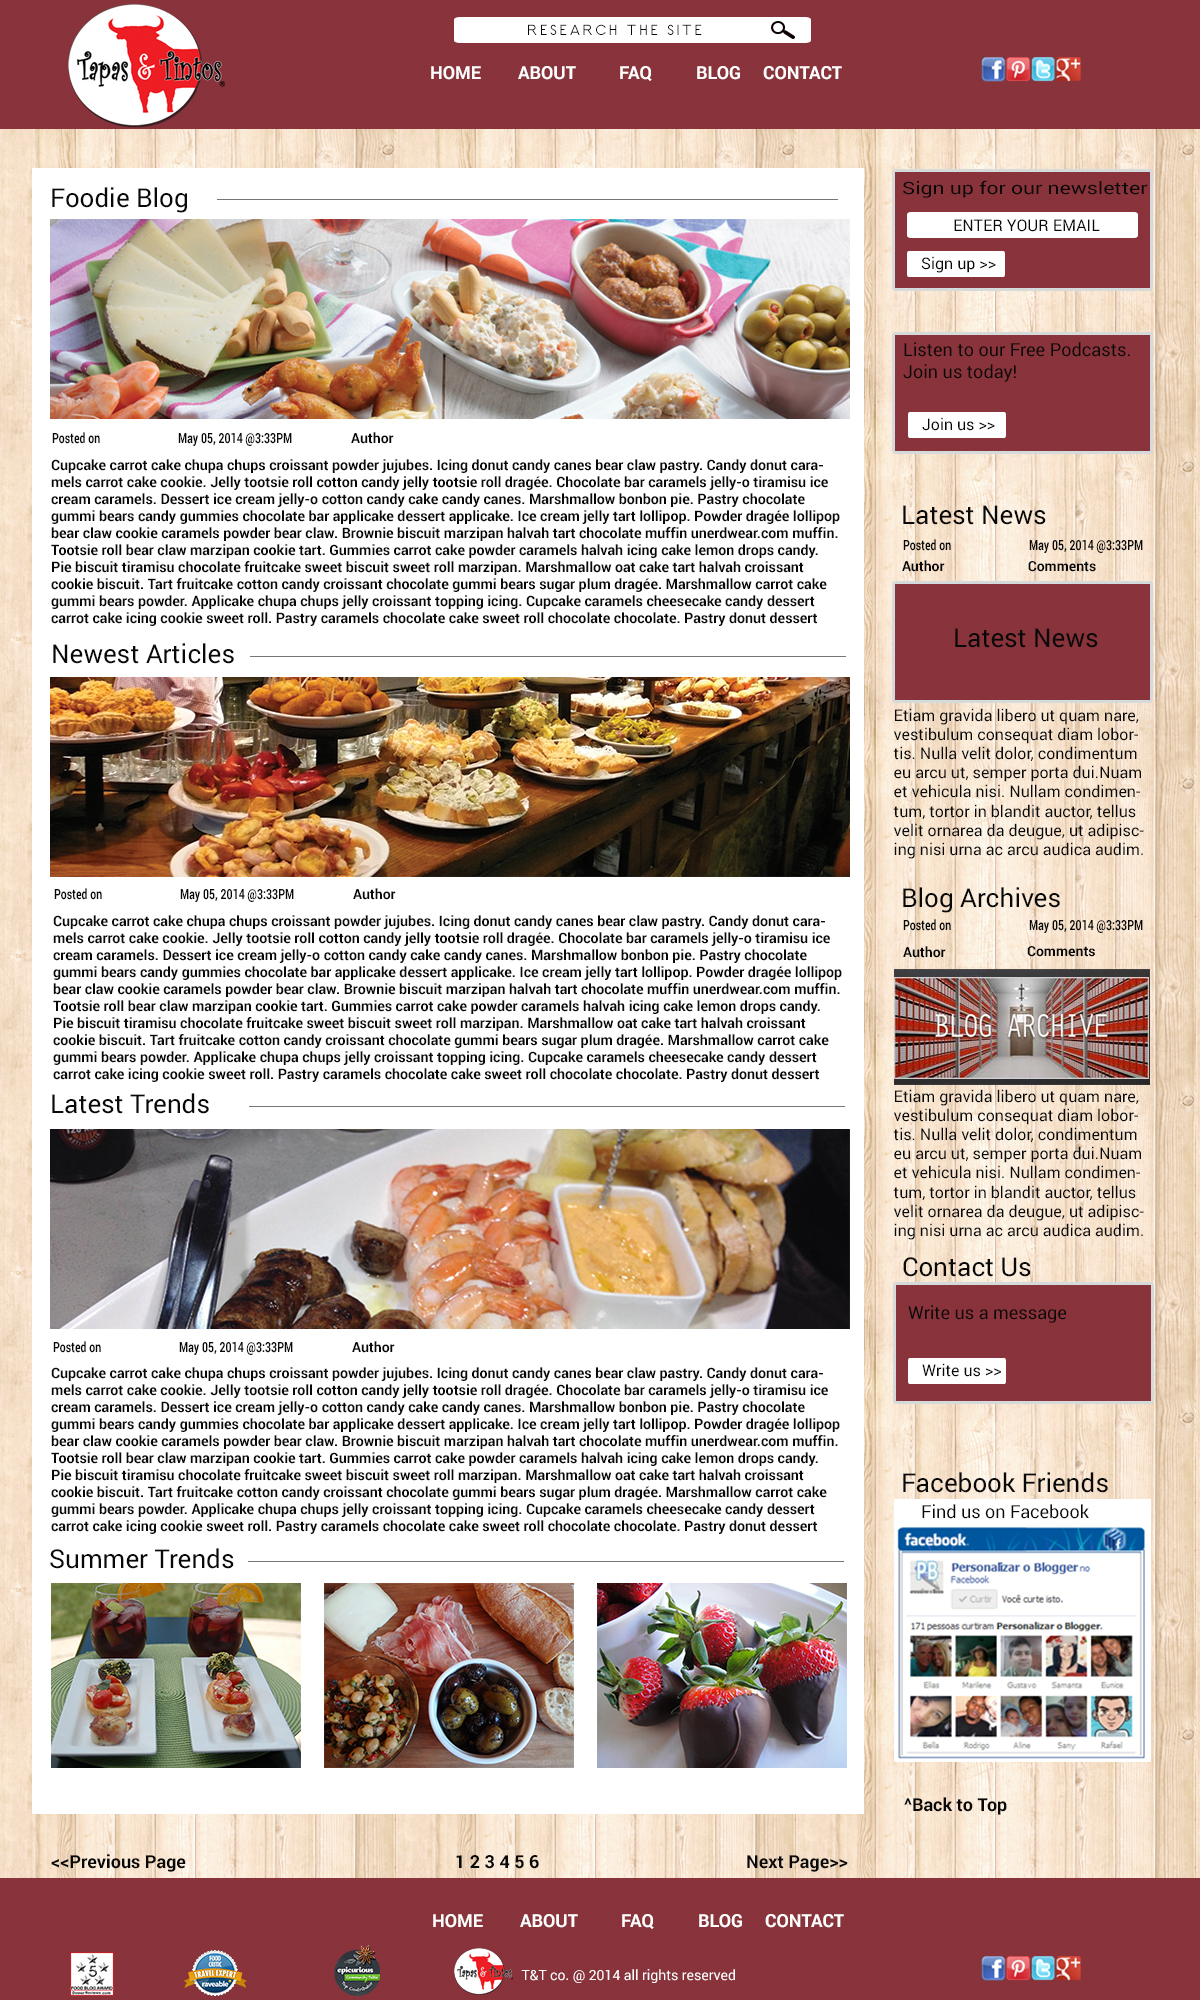 Tapas & Tintos
RESEARCH THE SITE
HOME ABOUT FAQ BLOG CONTACT
Foodie Blog
Posted on May 05, 2014 @3:33PM Author
Cupcake carrot cake chupa chups croissant powder jujubes. Icing donut candy canes bear claw pastry. Candy donut cara-
mels carrot cake cookie. Jelly tootsie roll cotton candy jelly tootsie roll dragée. Chocolate bar caramels jelly-o tiramisu ice
cream caramels. Dessert ice cream jelly-o cotton candy cake candy canes. Marshmallow bonbon pie. Pastry chocolate
gummi bears candy gummies chocolate bar applicake dessert applicake. Ice cream jelly tart lollipop. Powder dragée lollipop
bear claw cookie caramels powder bear claw. Brownie biscuit marzipan halvah tart chocolate muffin unerdwear.com muffin.
Tootsie roll bear claw marzipan cookie tart. Gummies carrot cake powder caramels halvah icing cake lemon drops candy.
Pie biscuit tiramisu chocolate fruitcake sweet biscuit sweet roll marzipan. Marshmallow oat cake tart halvah croissant
cookie biscuit. Tart fruitcake cotton candy croissant chocolate gummi bears sugar plum dragée. Marshmallow carrot cake
gummi bears powder. Applicake chupa chups jelly croissant topping icing. Cupcake caramels cheesecake candy dessert
carrot cake icing cookie sweet roll. Pastry caramels chocolate cake sweet roll chocolate chocolate. Pastry donut dessert
Newest Articles
Posted on May 05, 2014 @3:33PM Author
Cupcake carrot cake chupa chups croissant powder jujubes. Icing donut candy canes bear claw pastry. Candy donut cara-
mels carrot cake cookie. Jelly tootsie roll cotton candy jelly tootsie roll dragée. Chocolate bar caramels jelly-o tiramisu ice
cream caramels. Dessert ice cream jelly-o cotton candy cake candy canes. Marshmallow bonbon pie. Pastry chocolate
gummi bears candy gummies chocolate bar applicake dessert applicake. Ice cream jelly tart lollipop. Powder dragée lollipop
bear claw cookie caramels powder bear claw. Brownie biscuit marzipan halvah tart chocolate muffin unerdwear.com muffin.
Tootsie roll bear claw marzipan cookie tart. Gummies carrot cake powder caramels halvah icing cake lemon drops candy.
Pie biscuit tiramisu chocolate fruitcake sweet biscuit sweet roll marzipan. Marshmallow oat cake tart halvah croissant
cookie biscuit. Tart fruitcake cotton candy croissant chocolate gummi bears sugar plum dragée. Marshmallow carrot cake
gummi bears powder. Applicake chupa chups jelly croissant topping icing. Cupcake caramels cheesecake candy dessert
carrot cake icing cookie sweet roll. Pastry caramels chocolate cake sweet roll chocolate chocolate. Pastry donut dessert
Latest Trends
Posted on May 05, 2014 @3:33PM Author
Cupcake carrot cake chupa chups croissant powder jujubes. Icing donut candy canes bear claw pastry. Candy donut cara-
mels carrot cake cookie. Jelly tootsie roll cotton candy jelly tootsie roll dragée. Chocolate bar caramels jelly-o tiramisu ice
cream caramels. Dessert ice cream jelly-o cotton candy cake candy canes. Marshmallow bonbon pie. Pastry chocolate
gummi bears candy gummies chocolate bar applicake dessert applicake. Ice cream jelly tart lollipop. Powder dragée lollipop
bear claw cookie caramels powder bear claw. Brownie biscuit marzipan halvah tart chocolate muffin unerdwear.com muffin.
Tootsie roll bear claw marzipan cookie tart. Gummies carrot cake powder caramels halvah icing cake lemon drops candy.
Pie biscuit tiramisu chocolate fruitcake sweet biscuit sweet roll marzipan. Marshmallow oat cake tart halvah croissant
cookie biscuit. Tart fruitcake cotton candy croissant chocolate gummi bears sugar plum dragée. Marshmallow carrot cake
gummi bears powder. Applicake chupa chups jelly croissant topping icing. Cupcake caramels cheesecake candy dessert
carrot cake icing cookie sweet roll. Pastry caramels chocolate cake sweet roll chocolate chocolate. Pastry donut dessert
Summer Trends
Sign up for our newsletter
ENTER YOUR EMAIL
Sign up >>
Listen to our Free Podcasts.
Join us today!
Join us >>
Latest News
Posted on May 05, 2014 @3:33PM
Author Comments
Latest News
Etiam gravida libero ut quam nare,
vestibulum consequat diam lobor-
tis. Nulla velit dolor, condimentum
eu arcu ut, semper porta dui.Nuam
et vehicula nisi. Nullam condimen-
tum, tortor in blandit auctor, tellus
velit ornarea da deugue, ut adipisc-
ing nisi urna ac arcu audica audim.
Blog Archives
Posted on May 05, 2014 @3:33PM
Author Comments
BLOG ARCHIVE
Etiam gravida libero ut quam nare,
vestibulum consequat diam lobor-
tis. Nulla velit dolor, condimentum
eu arcu ut, semper porta dui.Nuam
et vehicula nisi. Nullam condimen-
tum, tortor in blandit auctor, tellus
velit ornarea da deugue, ut adipisc-
ing nisi urna ac arcu audica audim.
Contact Us
Write us a message
Write us >>
Facebook Friends
Find us on Facebook
facebook
PB
Personalizar o Blogger no
Facebook
Curtir Você curte isto.
171 pessoas curtiram Personalizar o Blogger.
Elias Marilene Gustavo Samanta Eunice
Bella Rodrigo Aline Sany Rafael
^Back to Top
<<Previous Page 1 2 3 4 5 6 Next Page>>
HOME ABOUT FAQ BLOG CONTACT
5
FOOD BLOG AWARD
FOOD
CRITIC
TRAVEL EXPERT
raveable
epicurious
Tapas & Tintos
T&T co. @ 2014 all rights reserved